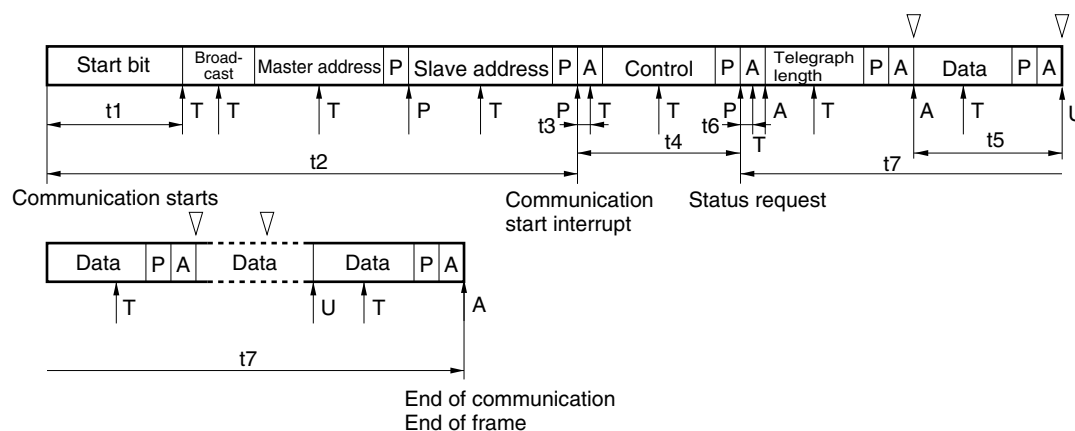 Start bit Broad-cast Master address P Slave address P A Control P A Telegraph length P A Data P A
t1 T T T P T P T T P A T A T U
t3 t6 T
t4 t5
t2 t7
Communication starts
Communication start interrupt
Status request
Data P A Data Data P A
T U T A
t7
End of communication
End of frame